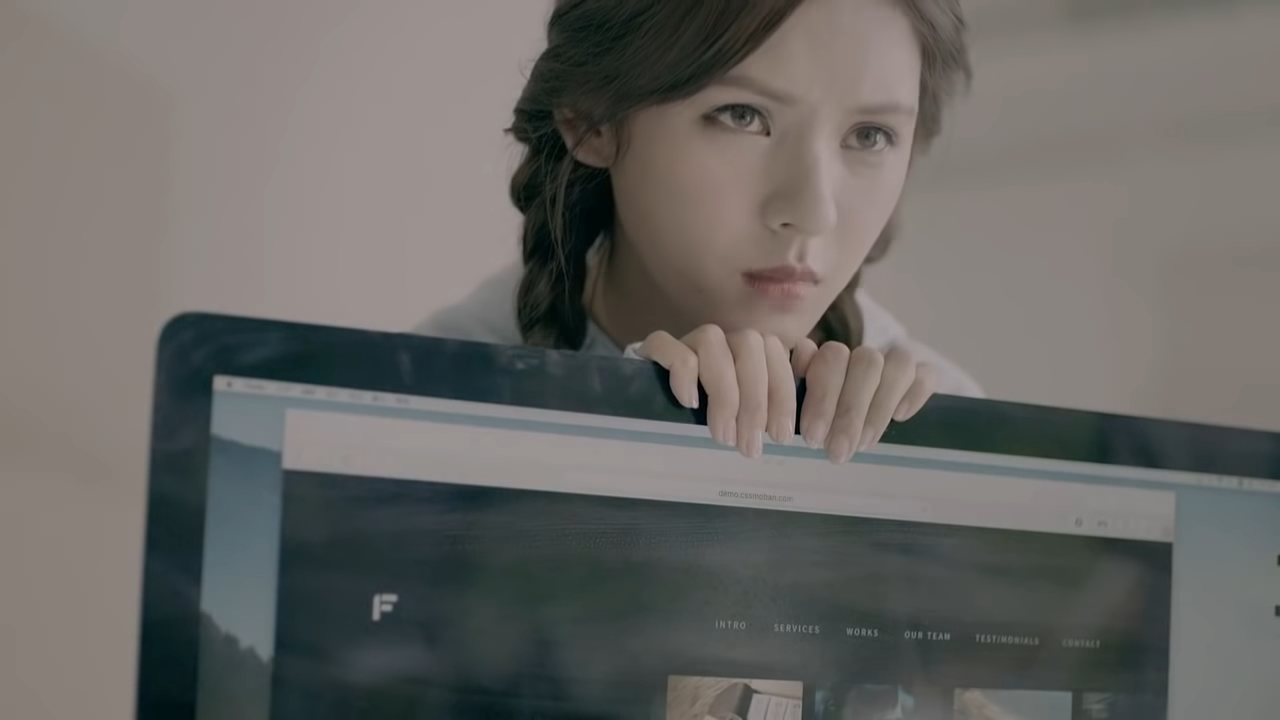 demo.cssmoban.com
F
INTRO SERVICES WORKS OUR TEAM TESTIMONIALS CONTACT